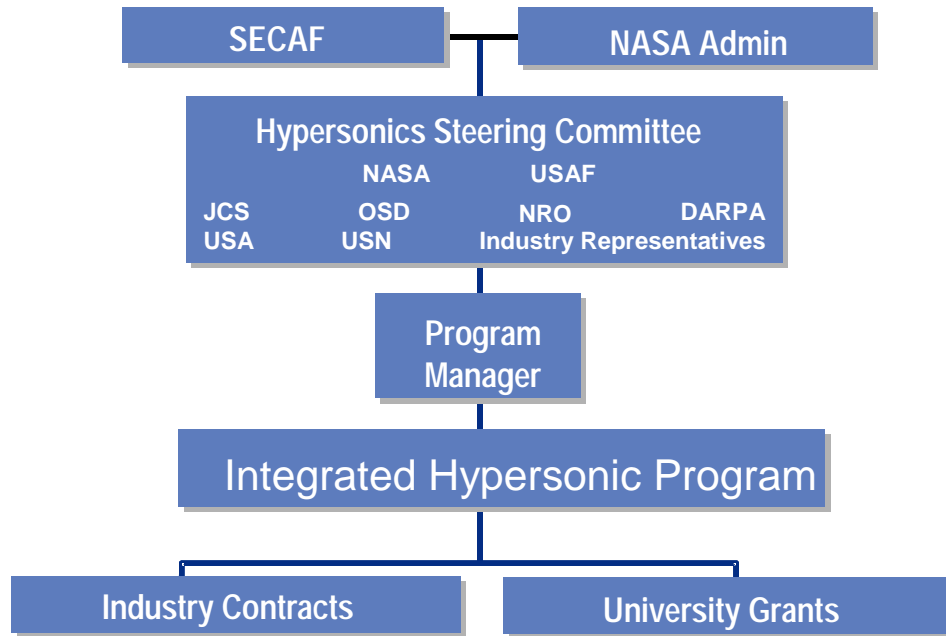 SECAF NASA Admin
Hypersonics Steering Committee
NASA USAF
JCS OSD NRO DARPA
USA USN Industry Representatives
Program
Manager
Integrated Hypersonic Program
Industry Contracts University Grants